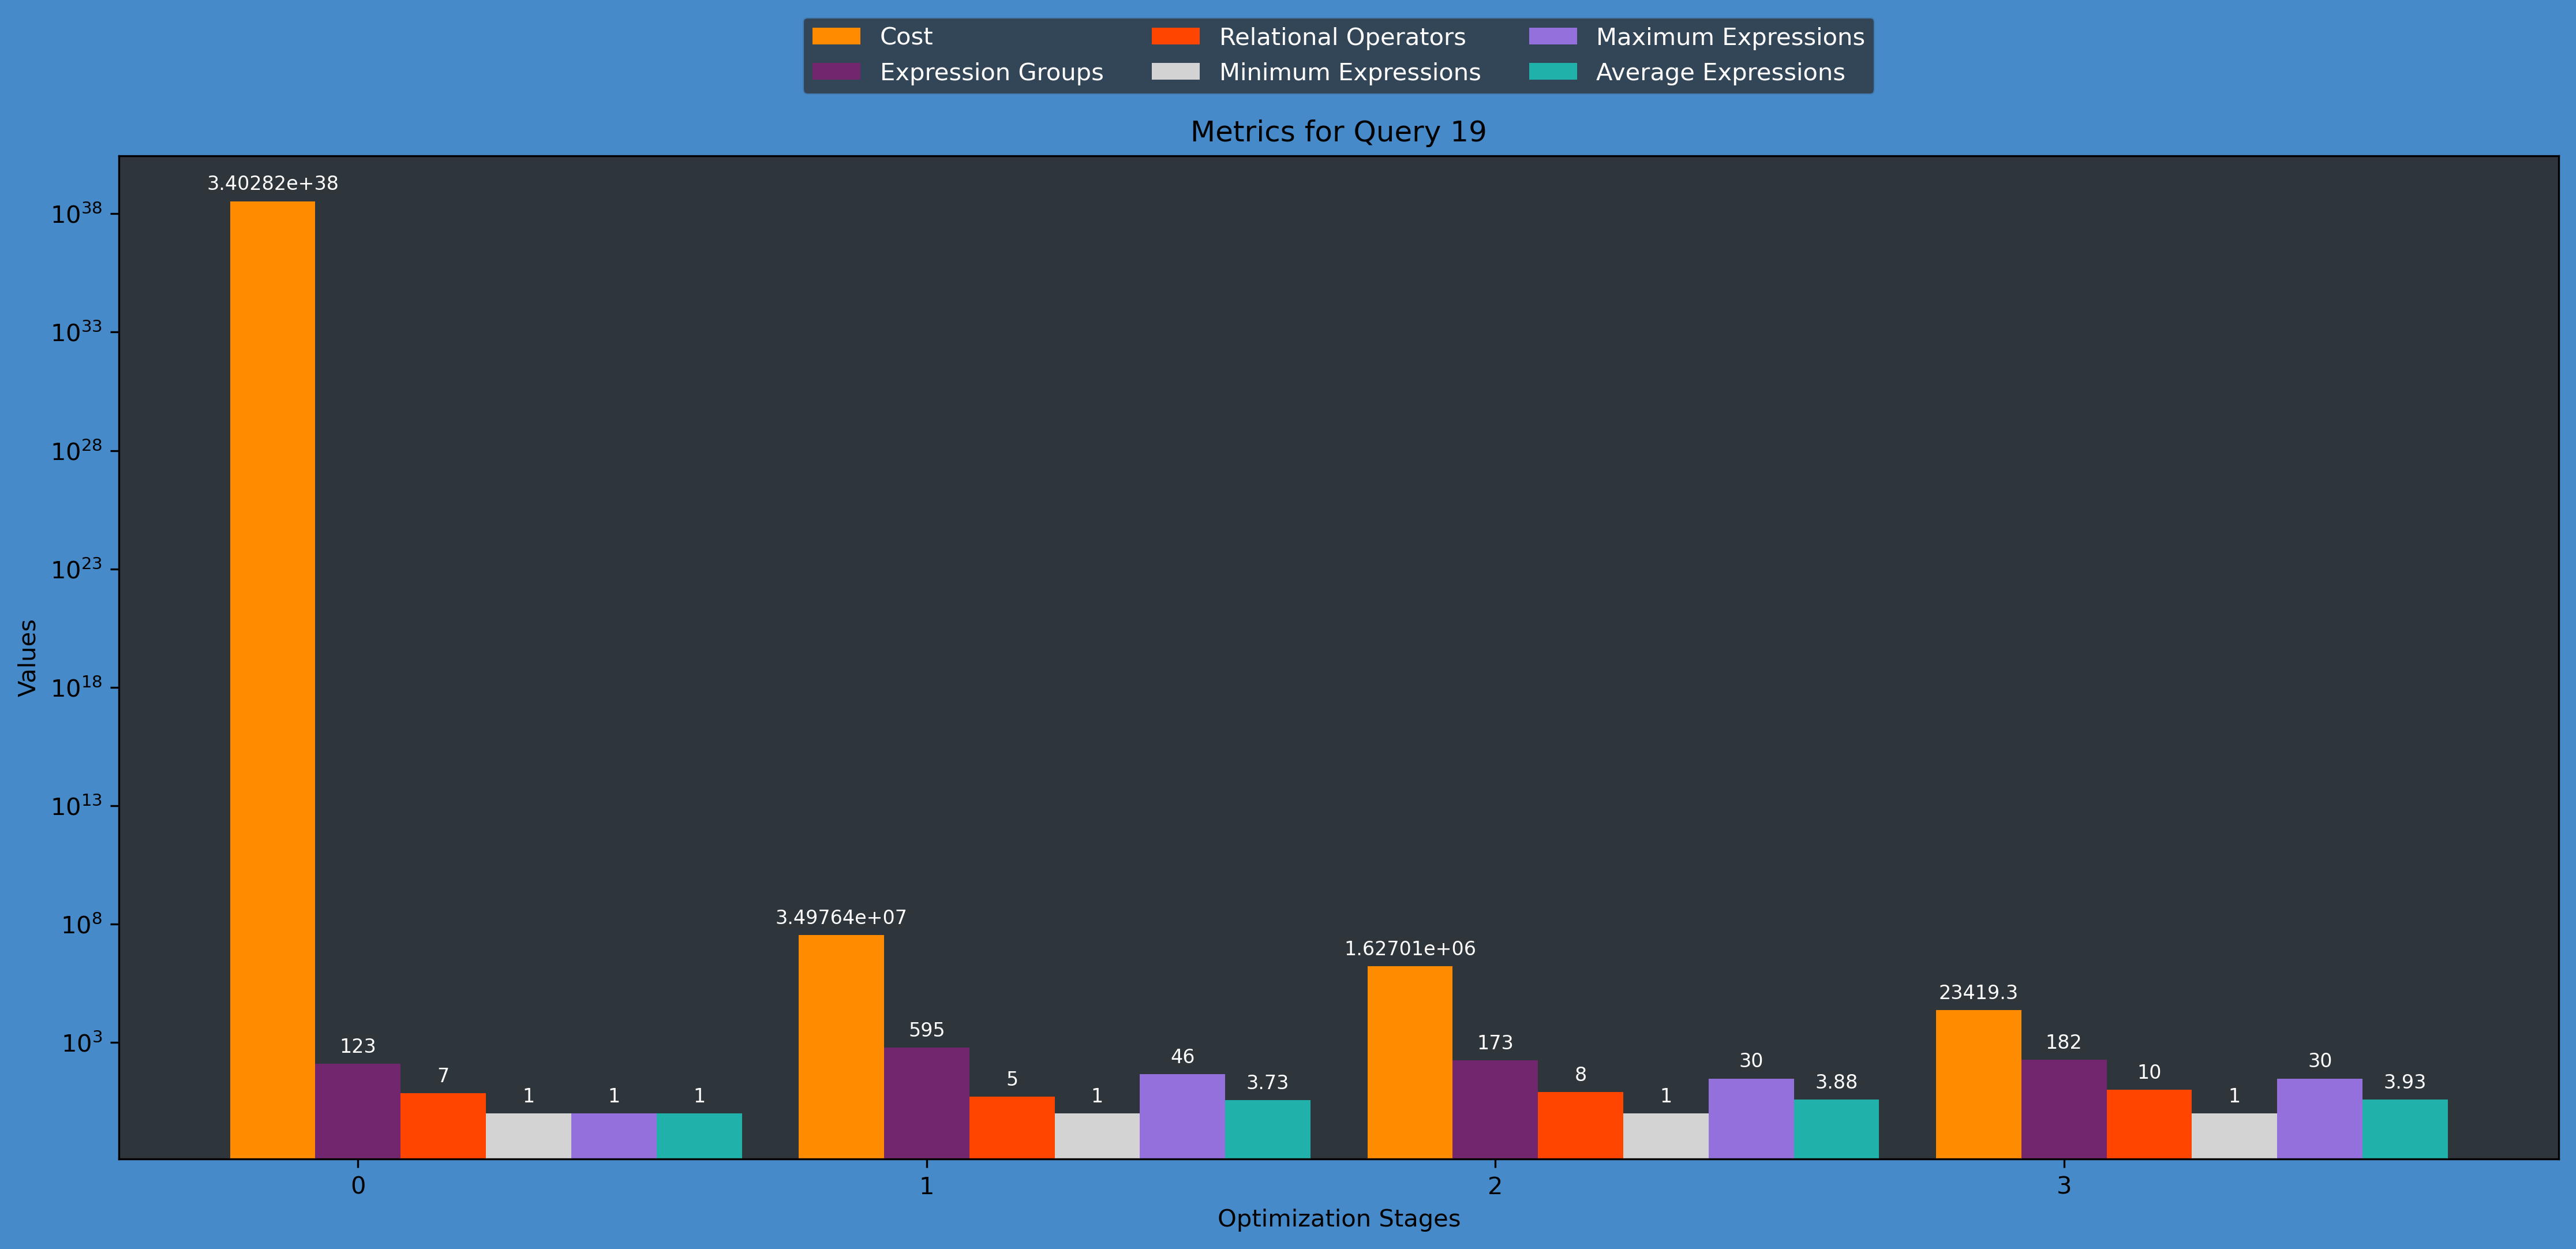 Cost
Relational Operators
Maximum Expressions
Expression Groups
Minimum Expressions
Average Expressions
Metrics for Query 19
Values
10^38
10^33
10^28
10^23
10^18
10^13
10^8
10^3
3.40282e+38
123
7
1
1
1
3.49764e+07
595
5
1
46
3.73
1.62701e+06
173
8
1
30
3.88
23419.3
182
10
1
30
3.93
0
1
2
3
Optimization Stages